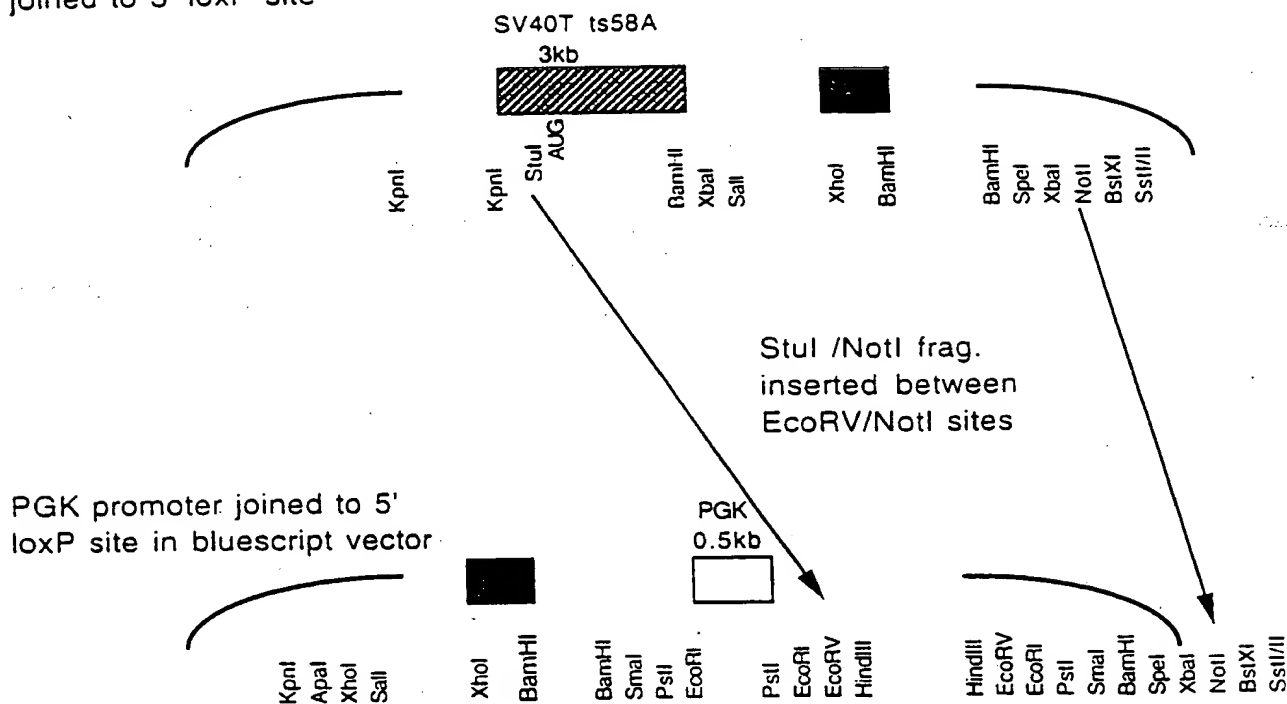 joined to 3' loxP site
SV40T ts58A
3kb
KpnI
KpnI
StuI
AUG
BamHI
XbaI
SalI
XhoI
BamHI
BamHI
SpeI
XbaI
NotI
BstXI
SstI/II
StuI /NotI frag.
inserted between
EcoRV/NotI sites
PGK promoter joined to 5'
loxP site in bluescript vector
PGK
0.5kb
KpnI
ApaI
XhoI
SalI
XhoI
BamHI
BamHI
SmaI
PstI
EcoRI
PstI
EcoRI
EcoRV
HindIII
HindIII
EcoRV
EcoRI
PstI
SmaI
BamHI
SpeI
XbaI
NotI
BstXI
SstI/II